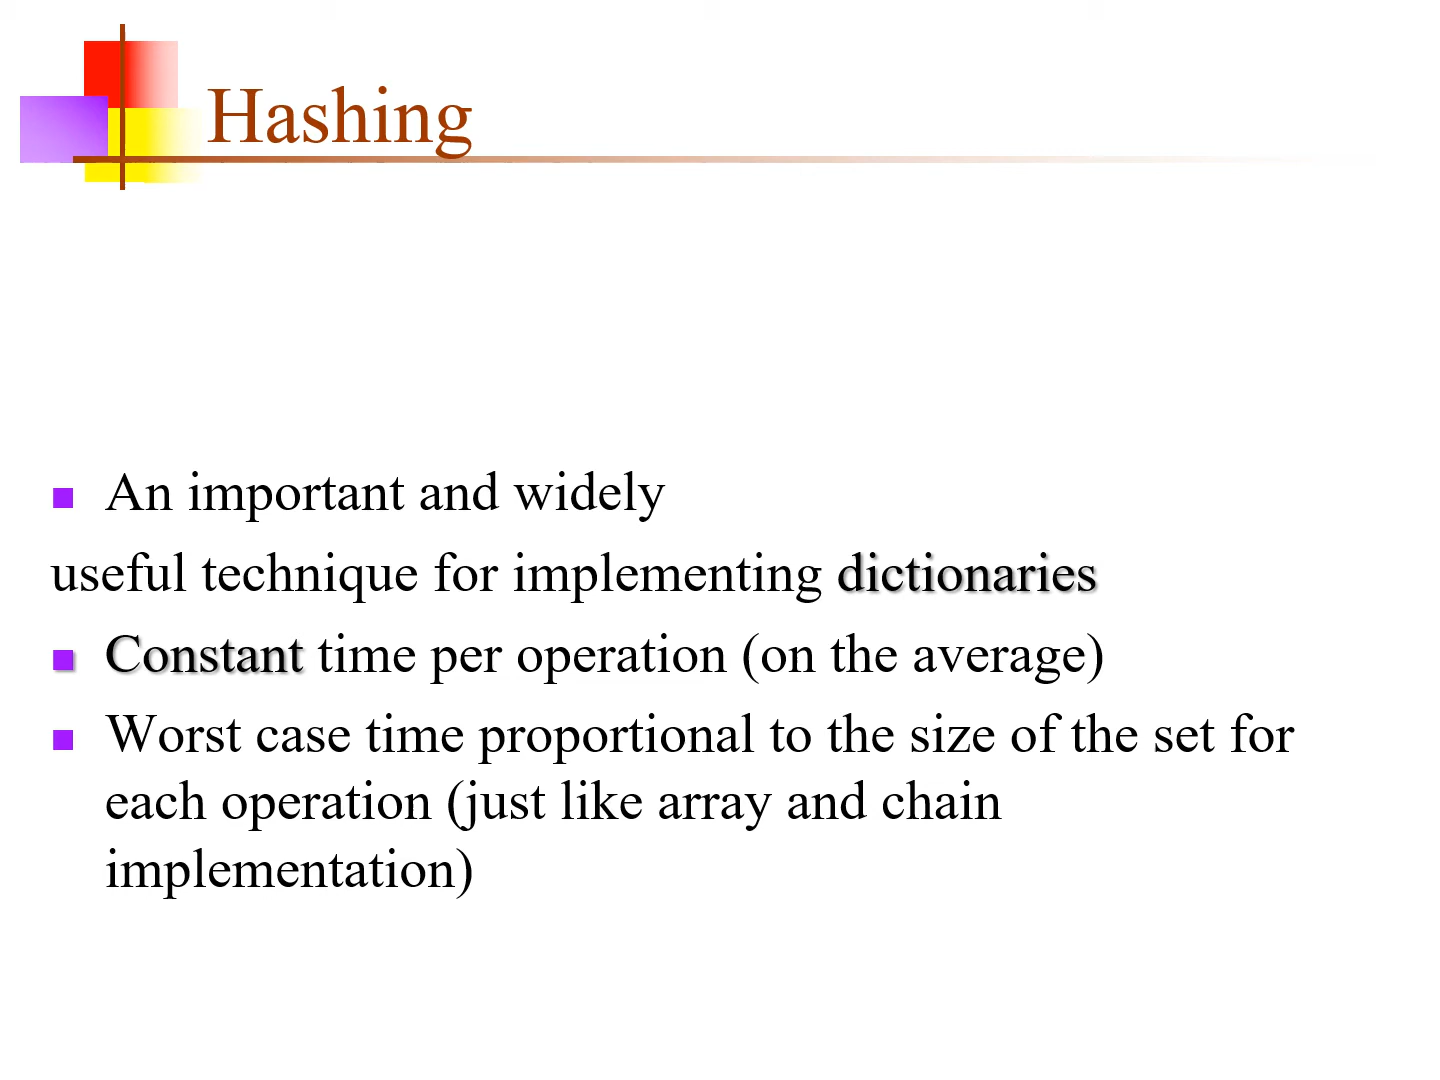 Hashing
An important and widely
useful technique for implementing dictionaries
Constant time per operation (on the average)
Worst case time proportional to the size of the set for
each operation (just like array and chain
implementation)